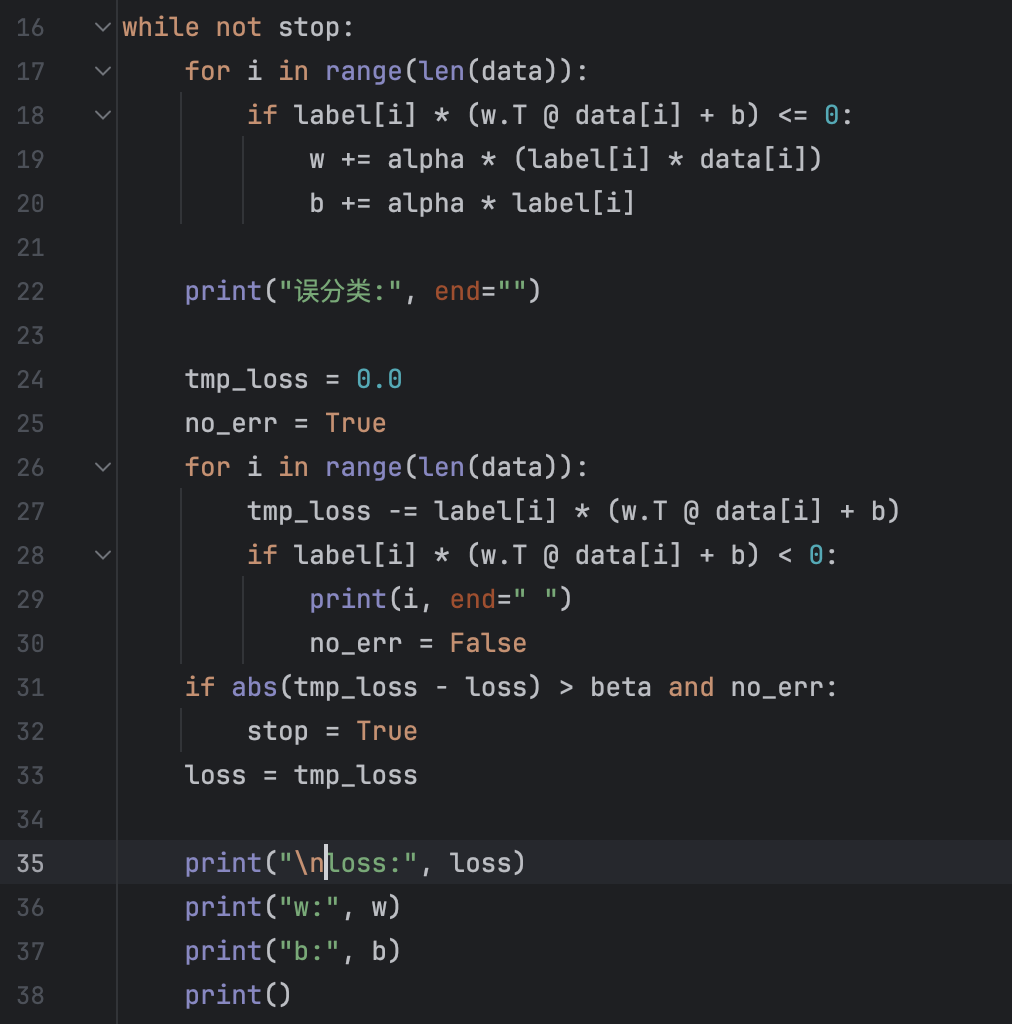 16 while not stop:
17     for i in range(len(data)):
18         if label[i] * (w.T @ data[i] + b) <= 0:
19             w += alpha * (label[i] * data[i])
20             b += alpha * label[i]
21
22     print("误分类:", end="")
23
24     tmp_loss = 0.0
25     no_err = True
26     for i in range(len(data)):
27         tmp_loss -= label[i] * (w.T @ data[i] + b)
28         if label[i] * (w.T @ data[i] + b) < 0:
29             print(i, end=" ")
30             no_err = False
31     if abs(tmp_loss - loss) > beta and no_err:
32         stop = True
33     loss = tmp_loss
34
35     print("\nloss:", loss)
36     print("w:", w)
37     print("b:", b)
38     print()